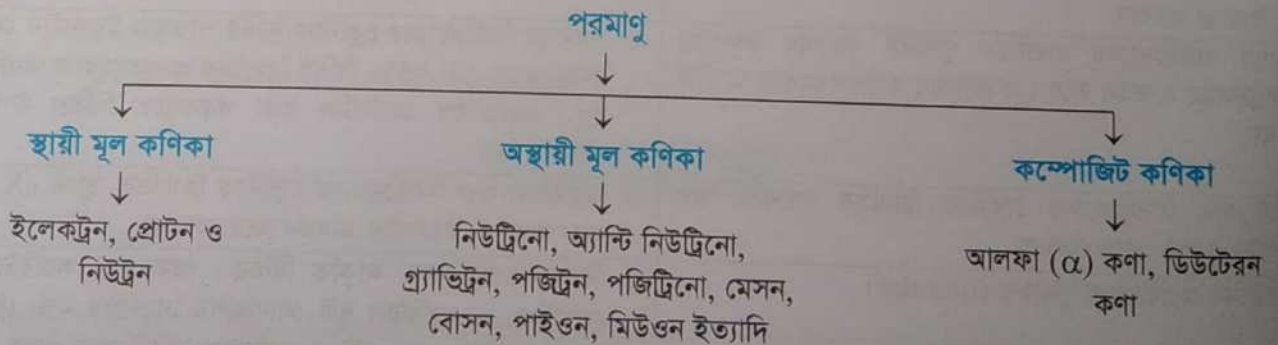 পরমাণু
স্থায়ী মূল কণিকা
ইলেকট্রন, প্রোটন ও
নিউট্রন
অস্থায়ী মূল কণিকা
নিউট্রিনো, অ্যান্টি নিউট্রিনো,
গ্র্যাভিট্রন, পজিট্রন, পজিট্রিনো, মেসন,
বোসন, পাইওন, মিউওন ইত্যাদি
কম্পোজিট কণিকা
আলফা (α) কণা, ডিউটেরন
কণা